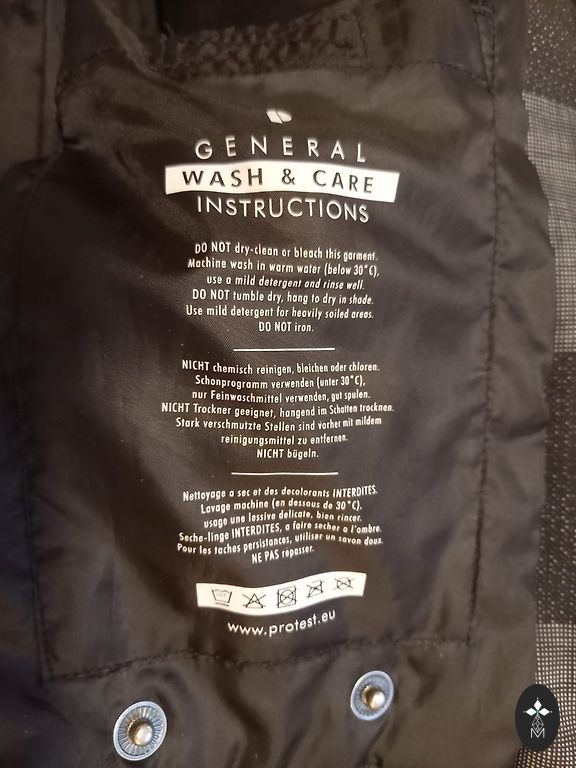 GENERAL
WASH & CARE
INSTRUCTIONS
DO NOT dry-clean or bleach this garment.
Machine wash in warm water (below 30°C),
use a mild detergent and rinse well.
DO NOT tumble dry, hang to dry in shade.
Use mild detergent for heavily soiled areas.
DO NOT iron.
NICHT chemisch reinigen, bleichen oder chloren.
Schonprogramm verwenden (unter 30°C),
nur Feinwaschmittel verwenden, gut spulen.
NICHT Trockner geeignet, hangend im Schatten trocknen.
Stark verschmutzte Stellen sind vorher mit mildem
reinigungsmittel zu entfernen.
NICHT bügeln.
Nettoyage a sec et des decolorants INTERDITES.
Lavage machine (en dessous de 30°C),
usage une lessive delicate, bien rincer.
Seche-linge INTERDITES, a faire secher a l'ombre.
Pour les taches persistances, utiliser un savon doux.
NE PAS repasser.
www.protest.eu
M